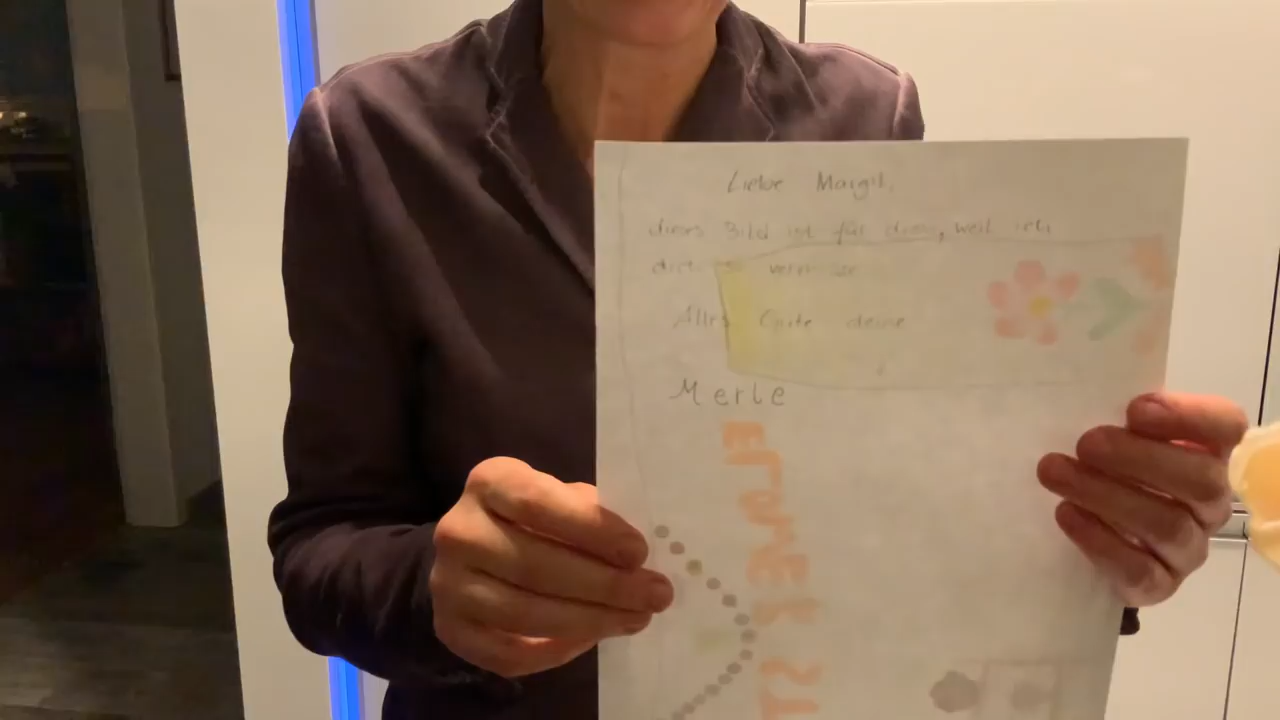 Liebe Margit,
dieses Bild ist für dich, weil ich
dich vermisse
Alles Gute deine
Merle